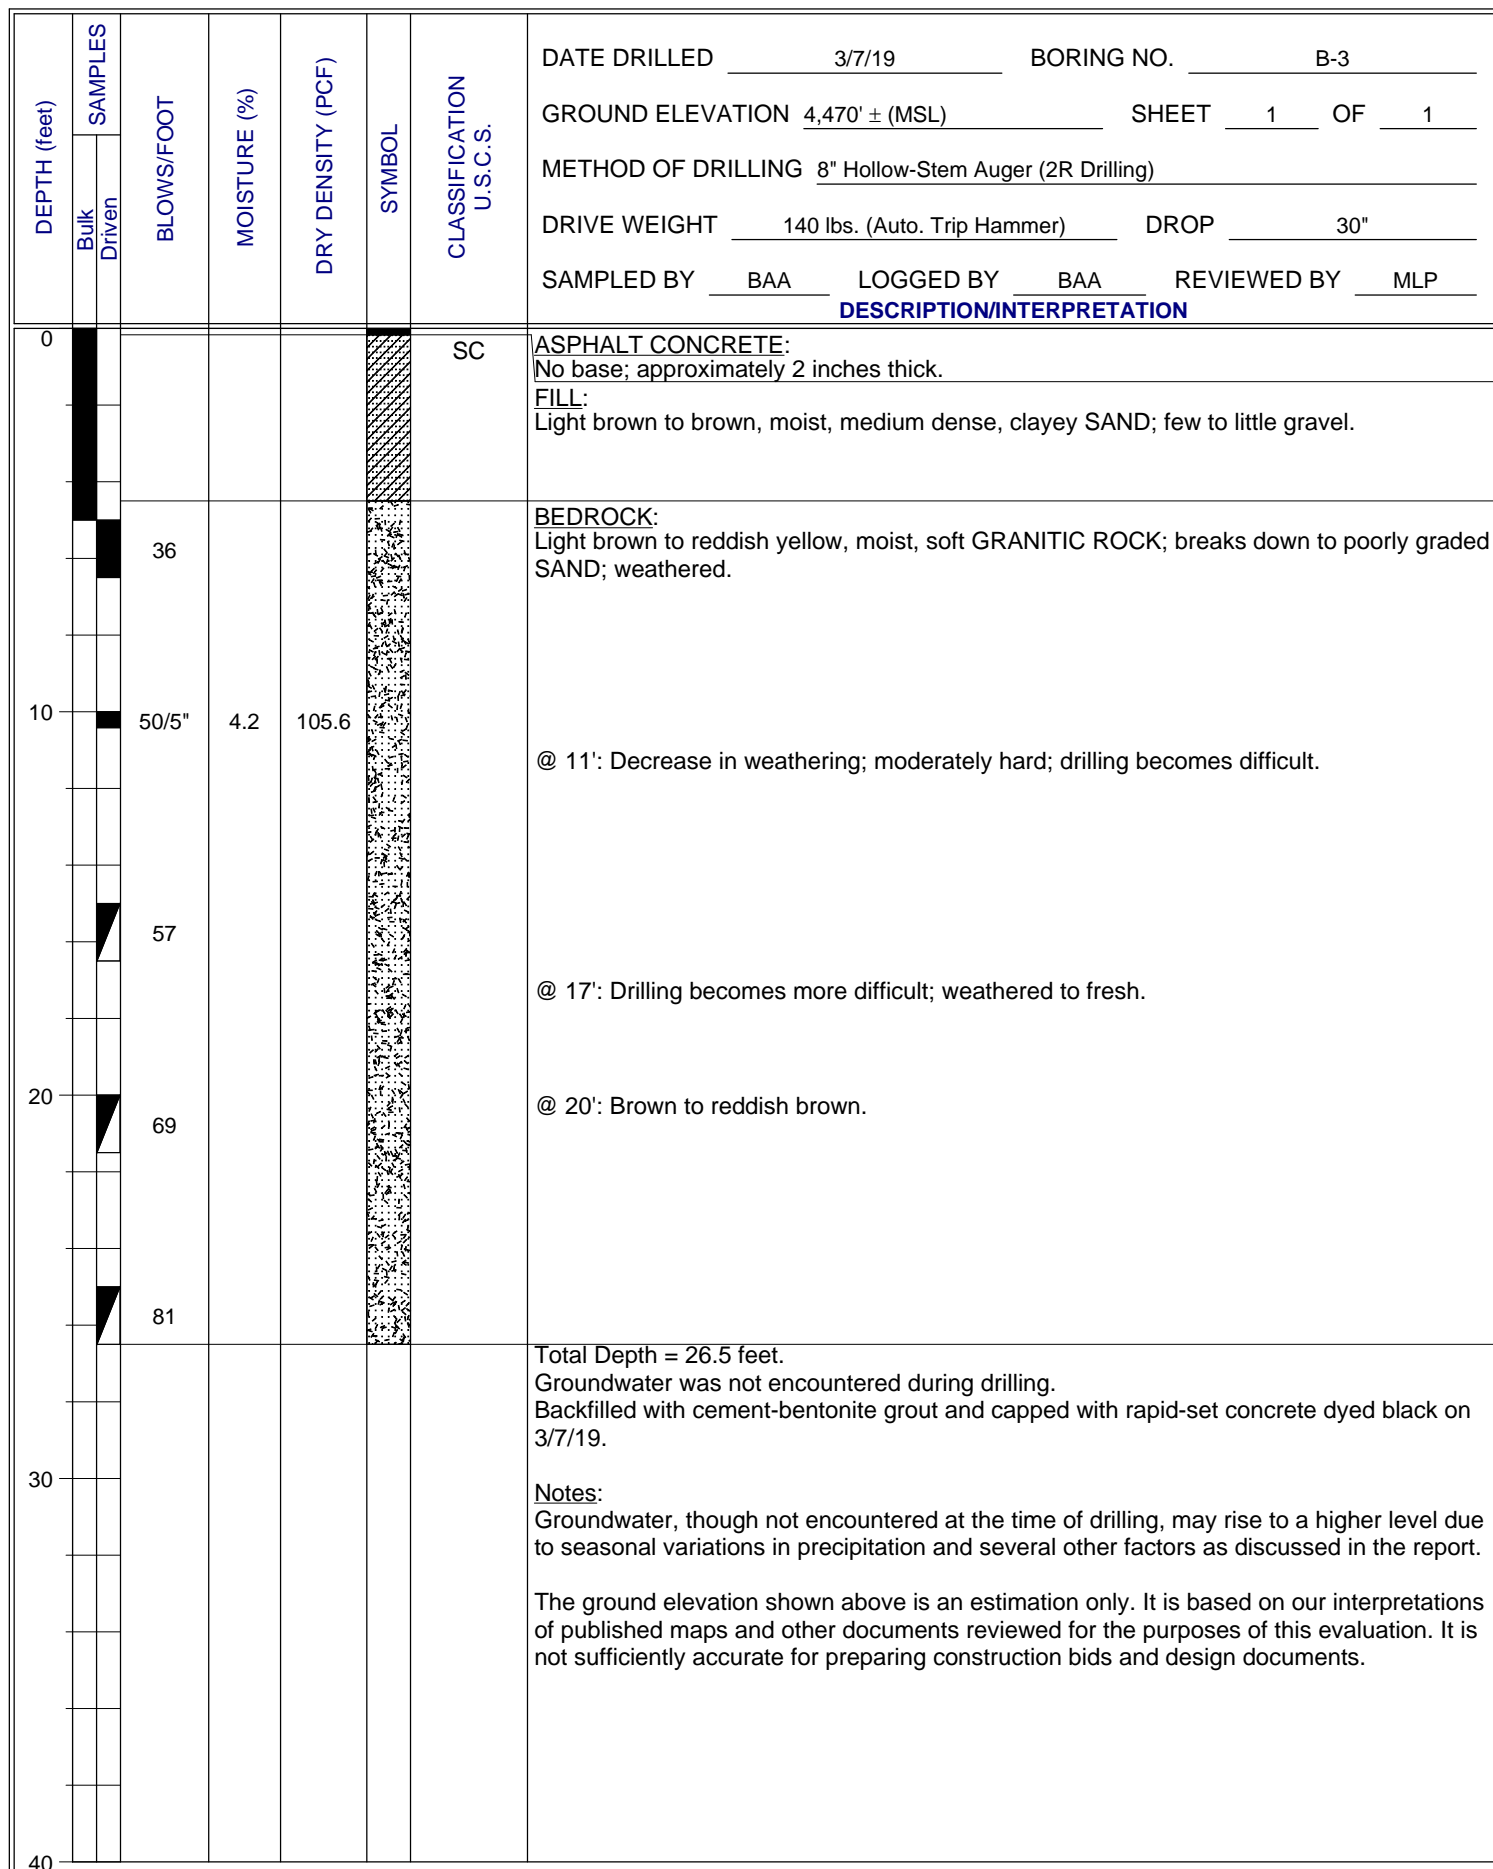 DEPTH (feet)
SAMPLES
Bulk
Driven
BLOWS/FOOT
MOISTURE (%)
DRY DENSITY (PCF)
SYMBOL
CLASSIFICATION
U.S.C.S.
DATE DRILLED 3/7/19 BORING NO. B-3
GROUND ELEVATION 4,470' ± (MSL) SHEET 1 OF 1
METHOD OF DRILLING 8" Hollow-Stem Auger (2R Drilling)
DRIVE WEIGHT 140 lbs. (Auto. Trip Hammer) DROP 30"
SAMPLED BY BAA LOGGED BY BAA REVIEWED BY MLP
DESCRIPTION/INTERPRETATION
0 SC ASPHALT CONCRETE:
No base; approximately 2 inches thick.
FILL:
Light brown to brown, moist, medium dense, clayey SAND; few to little gravel.
BEDROCK:
36 Light brown to reddish yellow, moist, soft GRANITIC ROCK; breaks down to poorly graded
SAND; weathered.
10 50/5" 4.2 105.6
@ 11': Decrease in weathering; moderately hard; drilling becomes difficult.
57
@ 17': Drilling becomes more difficult; weathered to fresh.
20 @ 20': Brown to reddish brown.
69
81
Total Depth = 26.5 feet.
Groundwater was not encountered during drilling.
Backfilled with cement-bentonite grout and capped with rapid-set concrete dyed black on
3/7/19.
30 Notes:
Groundwater, though not encountered at the time of drilling, may rise to a higher level due
to seasonal variations in precipitation and several other factors as discussed in the report.
The ground elevation shown above is an estimation only. It is based on our interpretations
of published maps and other documents reviewed for the purposes of this evaluation. It is
not sufficiently accurate for preparing construction bids and design documents.
40